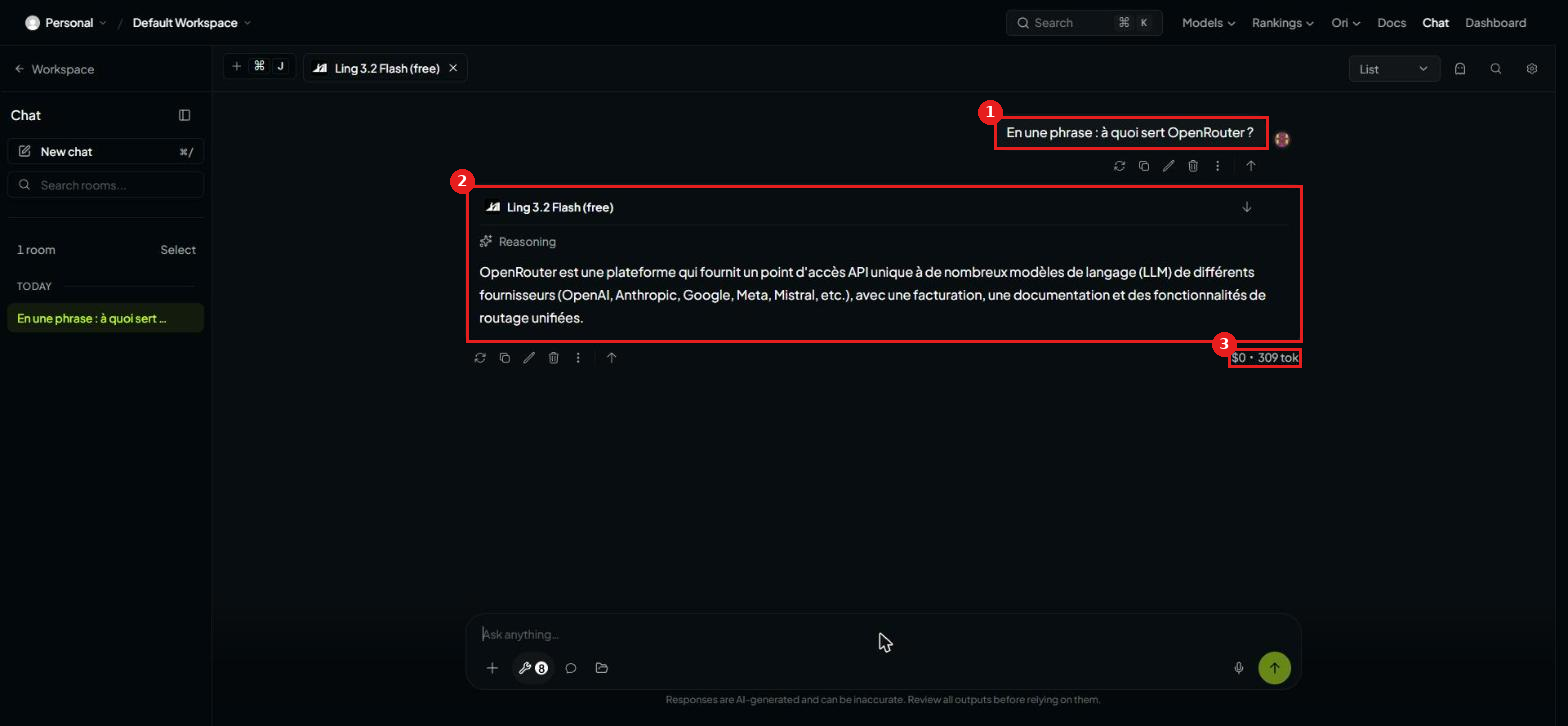 Personal / Default Workspace
Search ⌘ K
Models Rankings Ori Docs Chat Dashboard
← Workspace
+ ⌘ J
Ling 3.2 Flash (free) ×
List
Chat
New chat ⌘/
Search rooms...
1 room Select
TODAY
En une phrase : à quoi sert ...
1
En une phrase : à quoi sert OpenRouter ?
2
Ling 3.2 Flash (free)
Reasoning
OpenRouter est une plateforme qui fournit un point d'accès API unique à de nombreux modèles de langage (LLM) de différents
fournisseurs (OpenAI, Anthropic, Google, Meta, Mistral, etc.), avec une facturation, une documentation et des fonctionnalités de
routage unifiées.
3
$0 • 309 tok
Ask anything...
8
Responses are AI-generated and can be inaccurate. Review all outputs before relying on them.